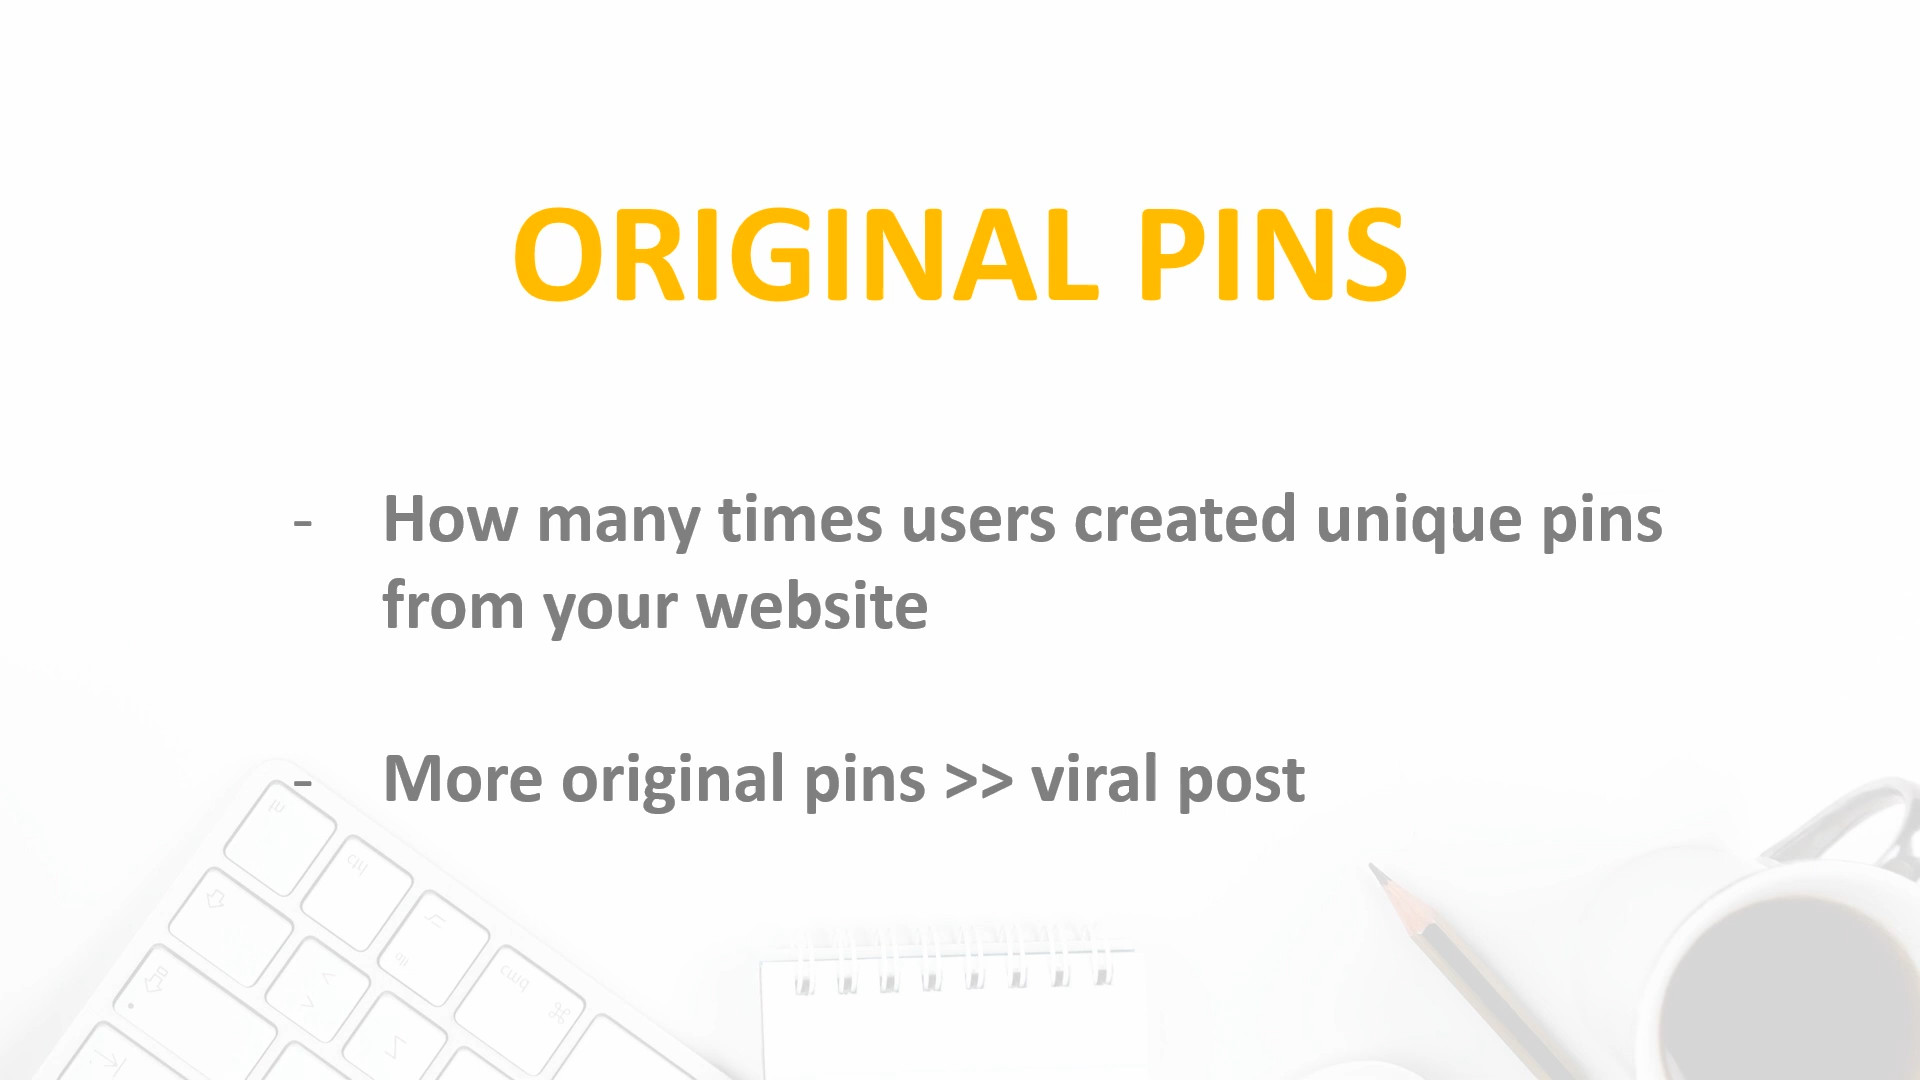 ORIGINAL PINS
- How many times users created unique pins
from your website
- More original pins >> viral post